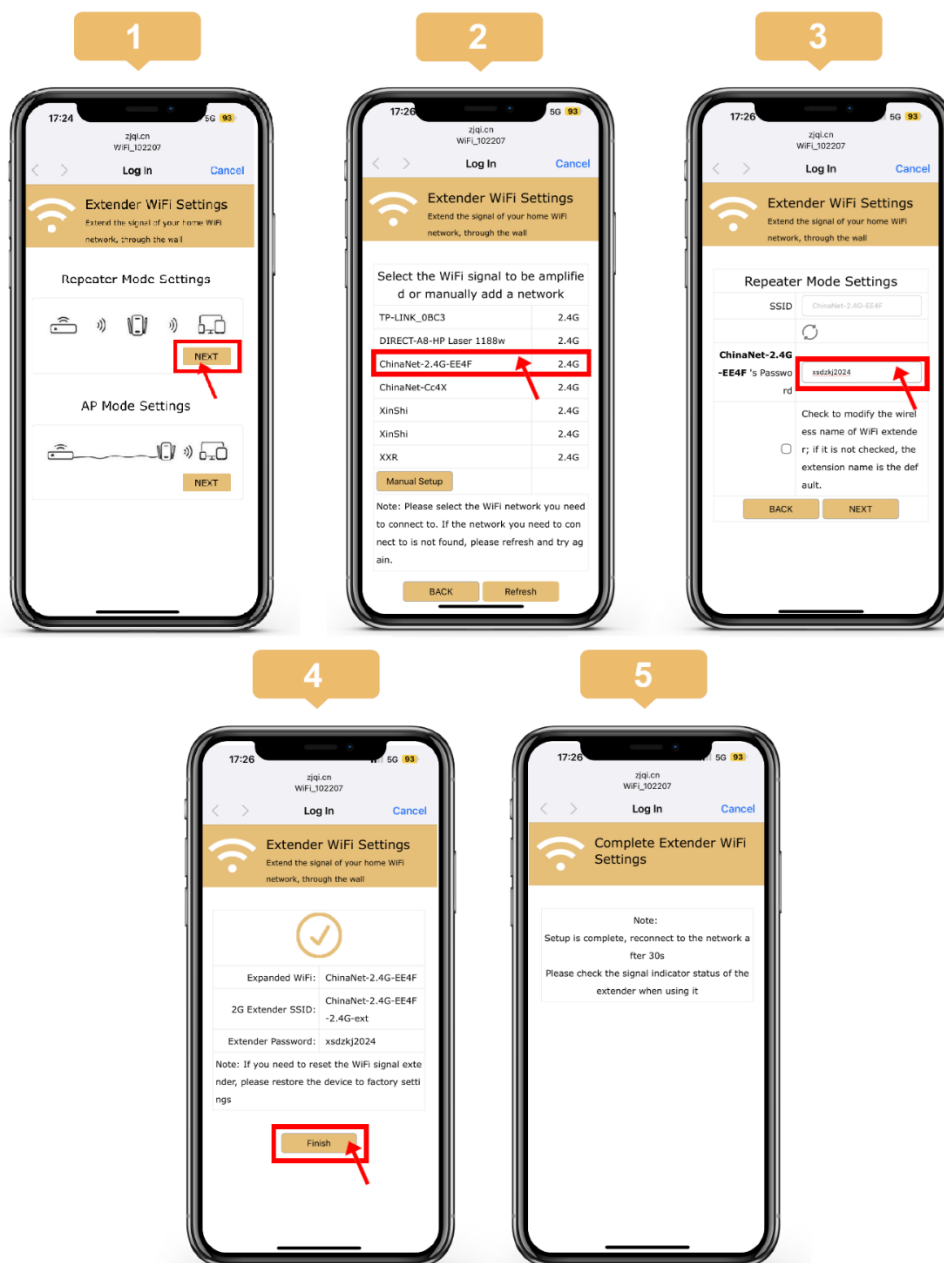 1
17:24
5G 93
zjqi.cn
WiFi_102207
Log In
Cancel
Extender WiFi Settings
Extend the signal of your home WiFi
network, through the wall
Repeater Mode Settings
NEXT
AP Mode Settings
NEXT
2
17:26
5G 93
zjqi.cn
WiFi_102207
Log In
Cancel
Extender WiFi Settings
Extend the signal of your home WiFi
network, through the wall
Select the WiFi signal to be amplifie
d or manually add a network
TP-LINK_0BC3 2.4G
DIRECT-A8-HP Laser 1188w 2.4G
ChinaNet-2.4G-EE4F 2.4G
ChinaNet-Cc4X 2.4G
XinShi 2.4G
XinShi 2.4G
XXR 2.4G
Manual Setup
Note: Please select the WiFi network you need
to connect to. If the network you need to con
nect to is not found, please refresh and try ag
ain.
BACK Refresh
3
17:26
5G 93
zjqi.cn
WiFi_102207
Log In
Cancel
Extender WiFi Settings
Extend the signal of your home WiFi
network, through the wall
Repeater Mode Settings
SSID ChinaNet-2.4G-EE4F
ChinaNet-2.4G
-EE4F 's Passwo
rd
xsdzkj2024
Check to modify the wirel
ess name of WiFi extende
r; if it is not checked, the
extension name is the def
ault.
BACK NEXT
4
17:26
5G 93
zjqi.cn
WiFi_102207
Log In
Cancel
Extender WiFi Settings
Extend the signal of your home WiFi
network, through the wall
Expanded WiFi: ChinaNet-2.4G-EE4F
2G Extender SSID: ChinaNet-2.4G-EE4F
-2.4G-ext
Extender Password: xsdzkj2024
Note: If you need to reset the WiFi signal exte
nder, please restore the device to factory setti
ngs
Finish
5
17:26
5G 93
zjqi.cn
WiFi_102207
Log In
Cancel
Complete Extender WiFi
Settings
Note:
Setup is complete, reconnect to the network a
fter 30s
Please check the signal indicator status of the
extender when using it